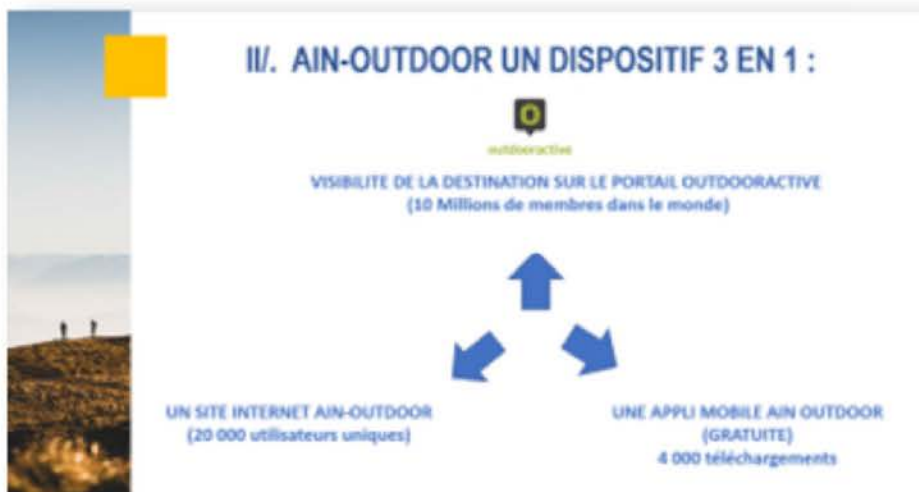 II/. AIN-OUTDOOR UN DISPOSITIF 3 EN 1 :
O
outdooractive
VISIBILITE DE LA DESTINATION SUR LE PORTAIL OUTDOORACTIVE
(10 Millions de membres dans le monde)
UN SITE INTERNET AIN-OUTDOOR
(20 000 utilisateurs uniques)
UNE APPLI MOBILE AIN OUTDOOR
(GRATUITE)
4 000 téléchargements